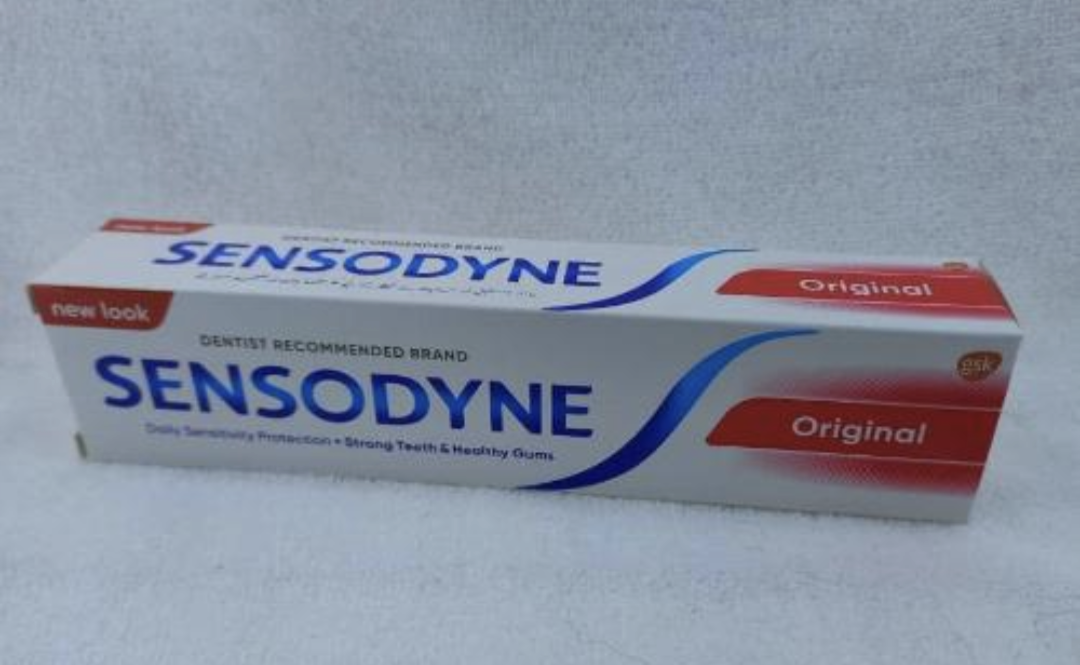 new look
DENTIST RECOMMENDED BRAND
SENSODYNE
Original
new look
DENTIST RECOMMENDED BRAND
SENSODYNE
Daily Sensitivity Protection + Strong Teeth & Healthy Gums
gsk
Original